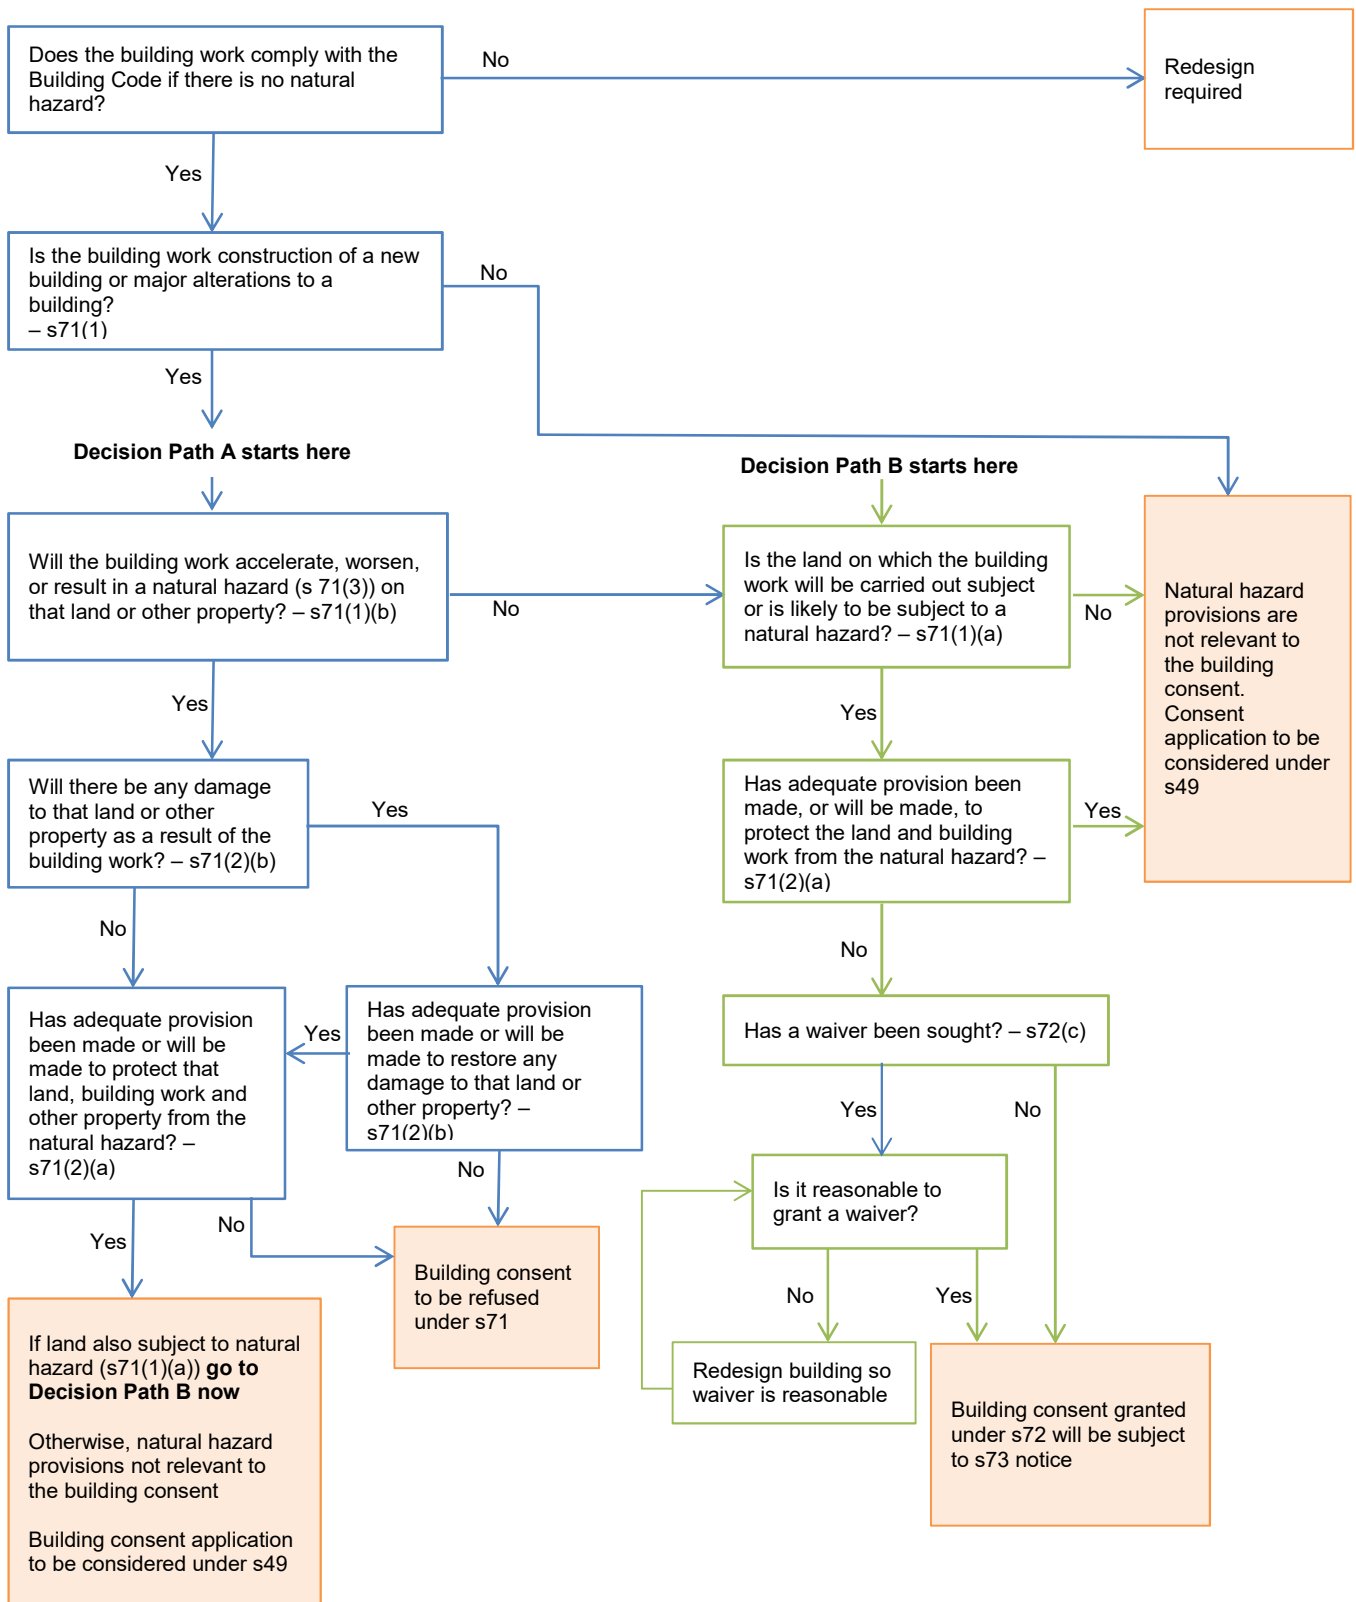 Does the building work comply with the
Building Code if there is no natural
hazard?
No
Redesign
required
Yes
Is the building work construction of a new
building or major alterations to a
building?
– s71(1)
No
Yes
Decision Path A starts here
Decision Path B starts here
Will the building work accelerate, worsen,
or result in a natural hazard (s 71(3)) on
that land or other property? – s71(1)(b)
No
Is the land on which the building
work will be carried out subject
or is likely to be subject to a
natural hazard? – s71(1)(a)
No
Natural hazard
provisions are
not relevant to
the building
consent.
Consent
application to be
considered under
s49
Yes
Yes
Will there be any damage
to that land or other
property as a result of the
building work? – s71(2)(b)
Yes
Has adequate provision been
made, or will be made, to
protect the land and building
work from the natural hazard? –
s71(2)(a)
Yes
No
No
Has adequate provision
been made or will be
made to protect that
land, building work and
other property from the
natural hazard? –
s71(2)(a)
Yes
Has adequate provision
been made or will be
made to restore any
damage to that land or
other property? –
s71(2)(b)
Has a waiver been sought? – s72(c)
Yes
No
No
Is it reasonable to
grant a waiver?
Yes
No
Building consent
to be refused
under s71
No
Yes
If land also subject to natural
hazard (s71(1)(a)) go to
Decision Path B now
Otherwise, natural hazard
provisions not relevant to
the building consent
Building consent application
to be considered under s49
Redesign building so
waiver is reasonable
Building consent granted
under s72 will be subject
to s73 notice